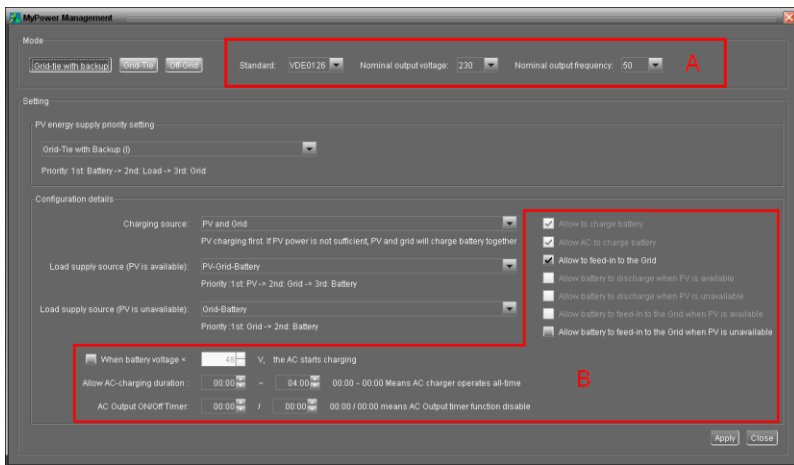 MyPower Management
Mode
Grid-tie with backup Grid-Tie Off-Grid Standard: VDE0126 Nominal output voltage: 230 Nominal output frequency: 50 A
Setting
PV energy supply priority setting
Grid-Tie with Backup (I)
Priority: 1st: Battery -> 2nd: Load -> 3rd: Grid
Configuration details
Charging source: PV and Grid
PV charging first. If PV power is not sufficient, PV and grid will charge battery together
Load supply source (PV is available): PV-Grid-Battery
Priority :1st: PV -> 2nd: Grid -> 3rd: Battery
Load supply source (PV is unavailable): Grid-Battery
Priority :1st: Grid -> 2nd: Battery
Allow to charge battery
Allow AC to charge battery
Allow to feed-in to the Grid
Allow battery to discharge when PV is available
Allow battery to discharge when PV is unavailable
Allow battery to feed-in to the Grid when PV is available
Allow battery to feed-in to the Grid when PV is unavailable
When battery voltage < 48 V, the AC starts charging
Allow AC-charging duration : 00:00 – 04:00 00:00 - 00:00 Means AC charger operates all-time
B
AC Output ON/Off Timer: 00:00 / 00:00 00:00 / 00:00 means AC Output timer function disable
Apply Close